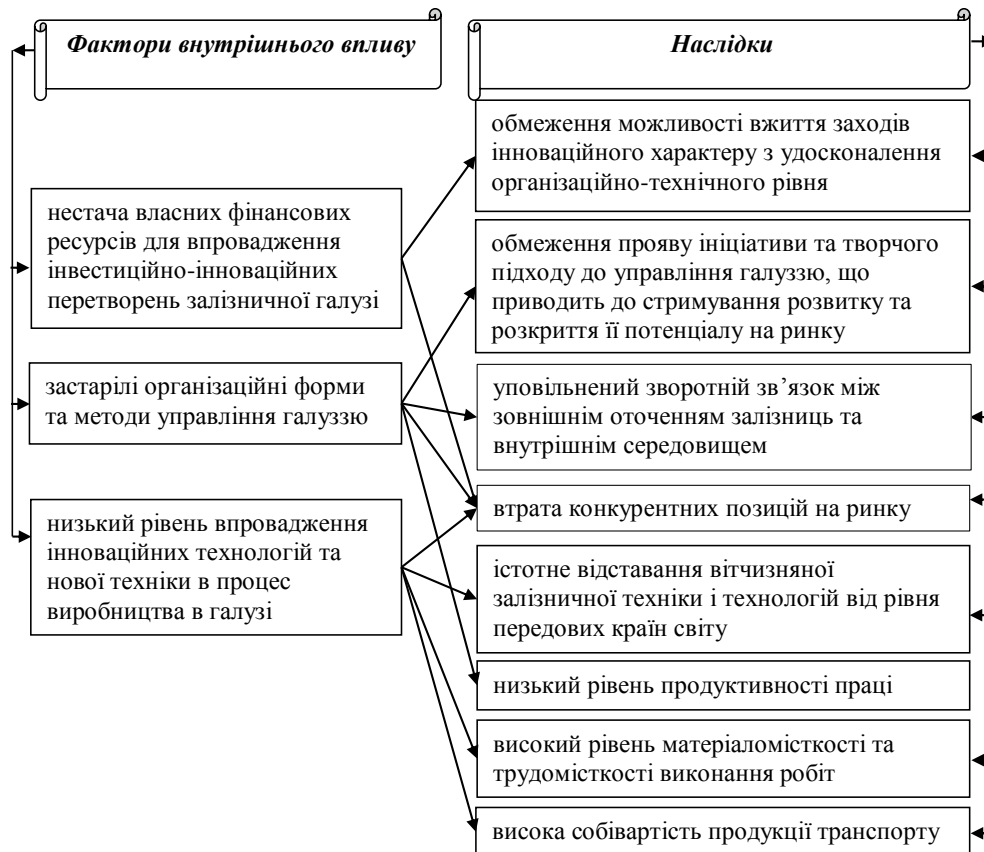 Фактори внутрішнього впливу
Наслідки
нестача власних фінансових
ресурсів для впровадження
інвестиційно-інноваційних
перетворень залізничної галузі
застарілі організаційні форми
та методи управління галуззю
низький рівень впровадження
інноваційних технологій та
нової техніки в процес
виробництва в галузі
обмеження можливості вжиття заходів
інноваційного характеру з удосконалення
організаційно-технічного рівня
обмеження прояву ініціативи та творчого
підходу до управління галуззю, що
приводить до стримування розвитку та
розкриття її потенціалу на ринку
уповільнений зворотній зв’язок між
зовнішнім оточенням залізниць та
внутрішнім середовищем
втрата конкурентних позицій на ринку
істотне відставання вітчизняної
залізничної техніки і технологій від рівня
передових країн світу
низький рівень продуктивності праці
високий рівень матеріаломісткості та
трудомісткості виконання робіт
висока собівартість продукції транспорту